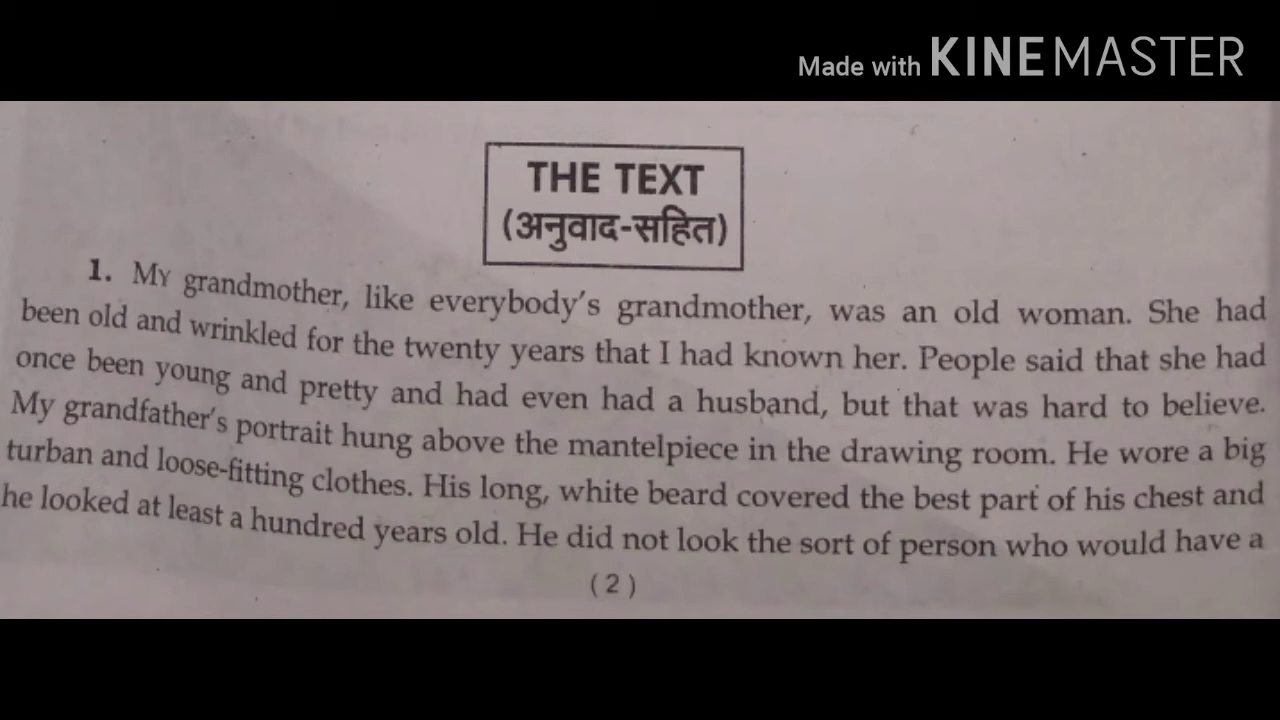 Made with KINEMASTER
THE TEXT
(अनुवाद-सहित)
1. My grandmother, like everybody's grandmother, was an old woman. She had
been old and wrinkled for the twenty years that I had known her. People said that she had
once been young and pretty and had even had a husband, but that was hard to believe.
My grandfather's portrait hung above the mantelpiece in the drawing room. He wore a big
turban and loose-fitting clothes. His long, white beard covered the best part of his chest and
he looked at least a hundred years old. He did not look the sort of person who would have a
(2)